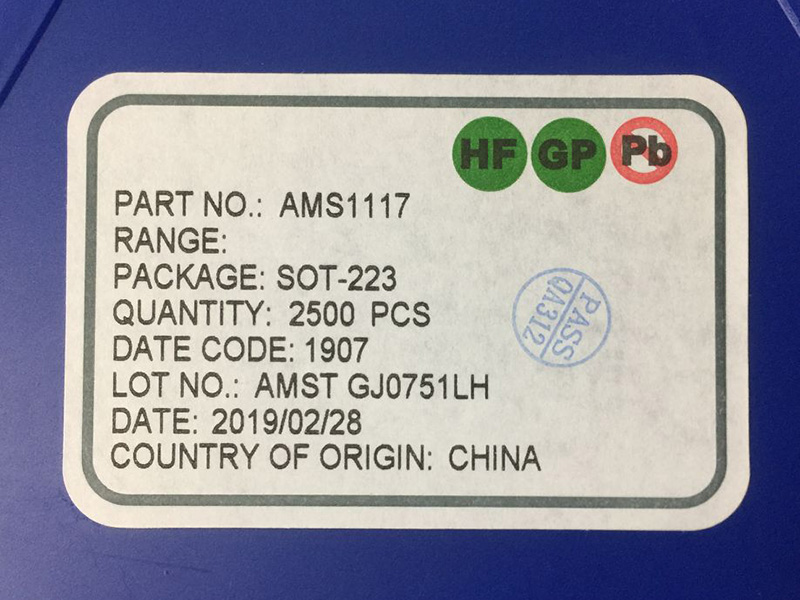 HF GP Pb
PART NO.: AMS1117
RANGE:
PACKAGE: SOT-223
QUANTITY: 2500 PCS
DATE CODE: 1907
LOT NO.: AMST GJ0751LH
DATE: 2019/02/28
COUNTRY OF ORIGIN: CHINA
PASS
QA312